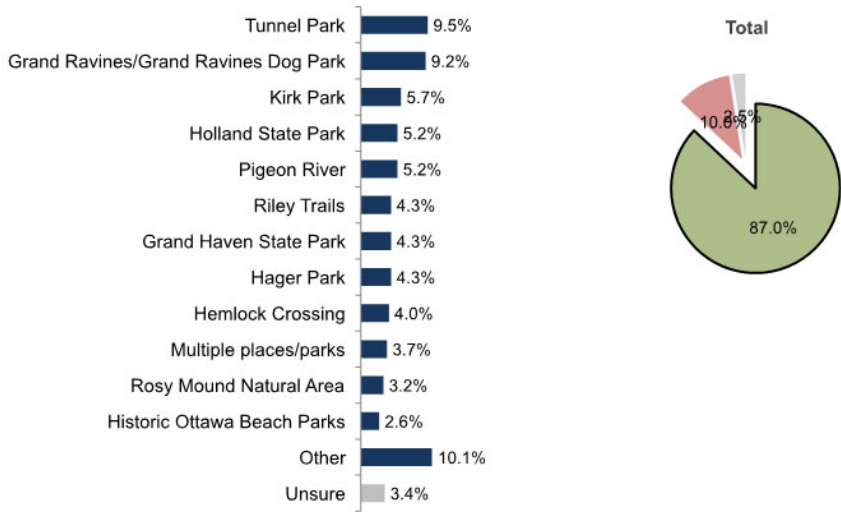 Tunnel Park 9.5%
Grand Ravines/Grand Ravines Dog Park 9.2%
Kirk Park 5.7%
Holland State Park 5.2%
Pigeon River 5.2%
Riley Trails 4.3%
Grand Haven State Park 4.3%
Hager Park 4.3%
Hemlock Crossing 4.0%
Multiple places/parks 3.7%
Rosy Mound Natural Area 3.2%
Historic Ottawa Beach Parks 2.6%
Other 10.1%
Unsure 3.4%
Total
2.5%
87.0%